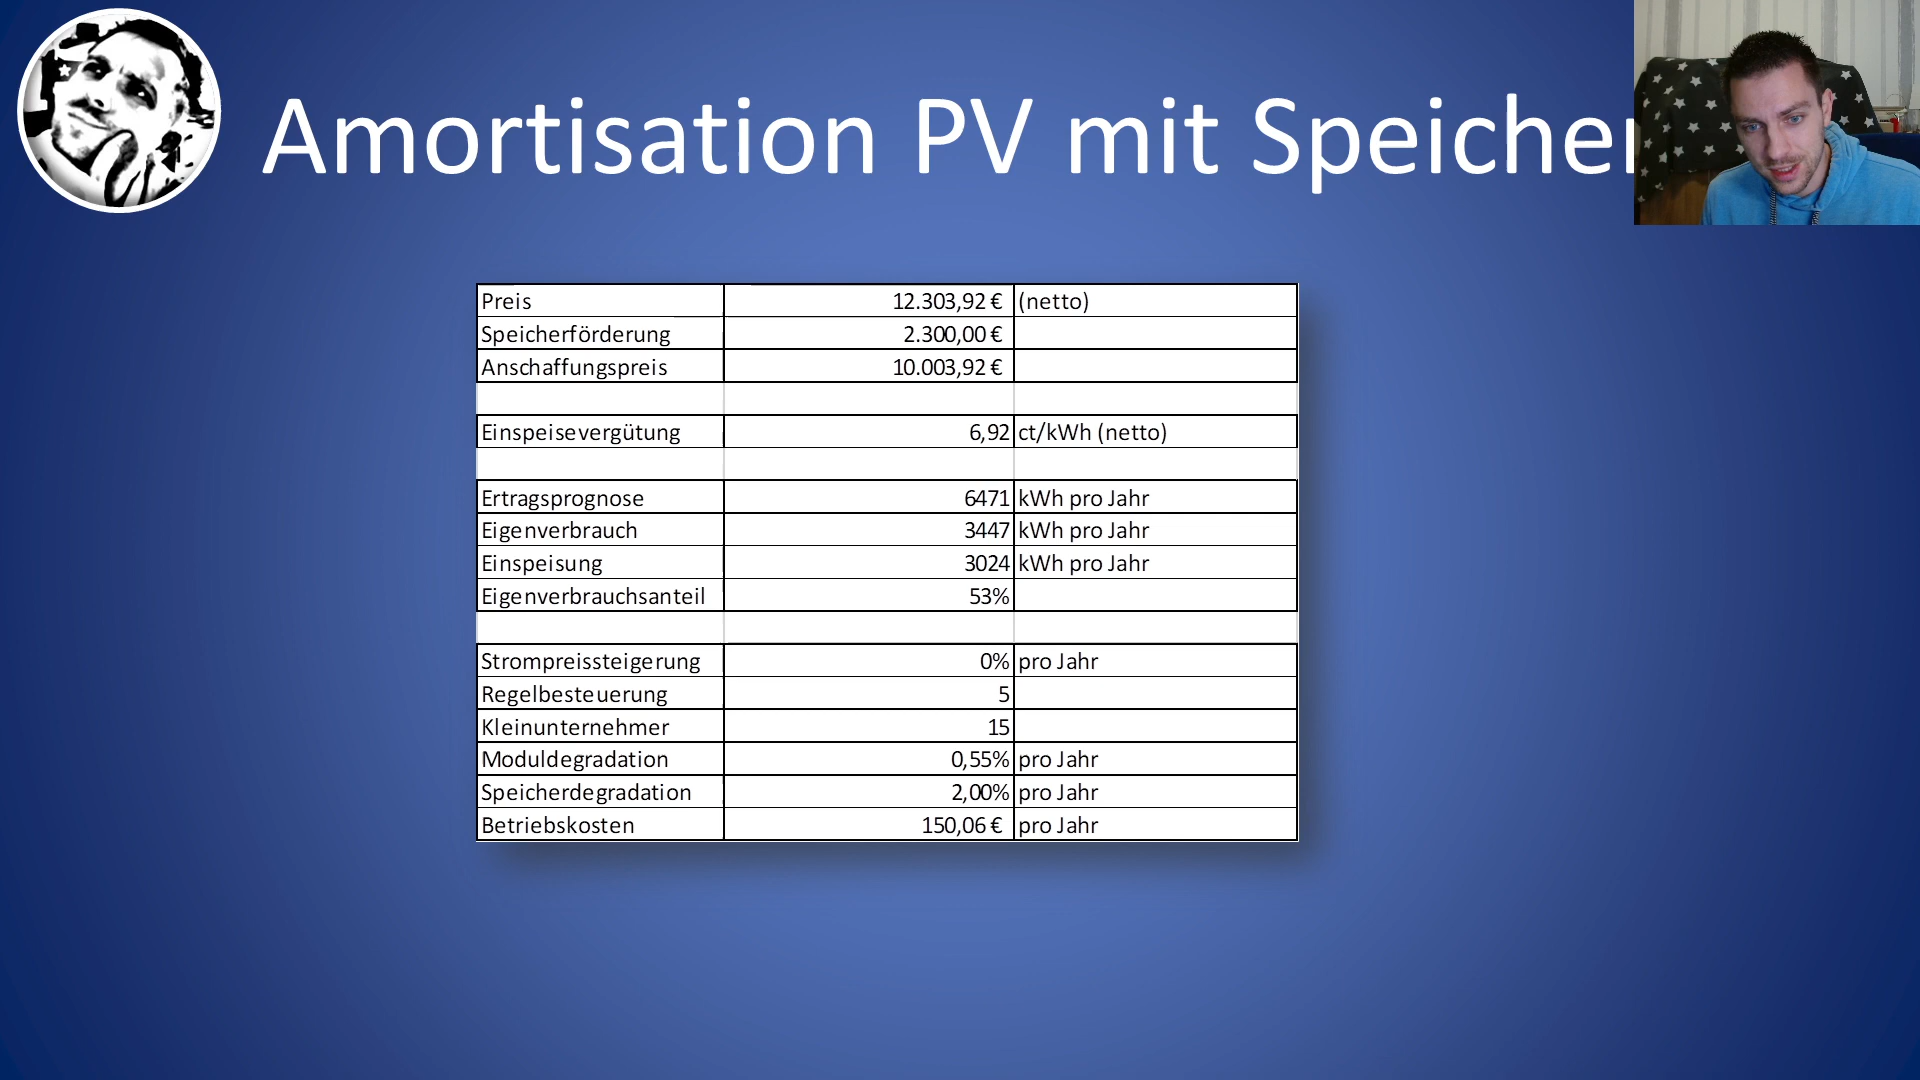 Amortisation PV mit Speicher
Preis 12.303,92 € (netto)
Speicherförderung 2.300,00 €
Anschaffungspreis 10.003,92 €
Einspeisevergütung 6,92 ct/kWh (netto)
Ertragsprognose 6471 kWh pro Jahr
Eigenverbrauch 3447 kWh pro Jahr
Einspeisung 3024 kWh pro Jahr
Eigenverbrauchsanteil 53%
Strompreissteigerung 0% pro Jahr
Regelbesteuerung 5
Kleinunternehmer 15
Moduldegradation 0,55% pro Jahr
Speicherdegradation 2,00% pro Jahr
Betriebskosten 150,06 € pro Jahr